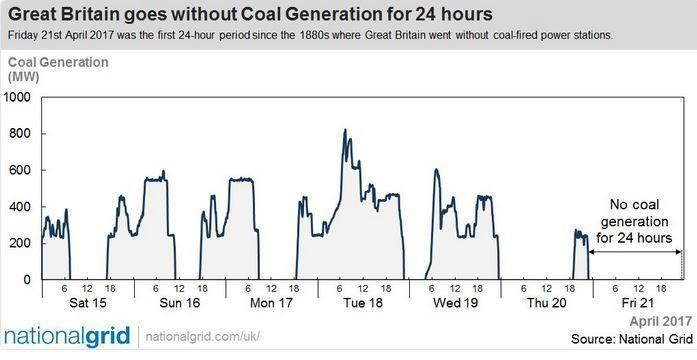 Great Britain goes without Coal Generation for 24 hours
Friday 21st April 2017 was the first 24-hour period since the 1880s where Great Britain went without coal-fired power stations.
Coal Generation
(MW)
1000
800
600
400
200
0
No coal
generation
for 24 hours
6 12 18 6 12 18 6 12 18 6 12 18 6 12 18 6 12 18 6 12 18
Sat 15 Sun 16 Mon 17 Tue 18 Wed 19 Thu 20 Fri 21
April 2017
nationalgrid nationalgrid.com/uk/ Source: National Grid